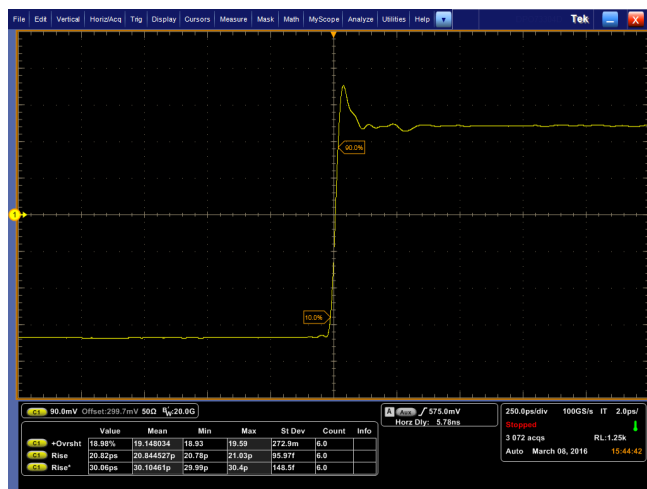 File Edit Vertical Horiz/Acq Trig Display Cursors Measure Mask Math MyScope Analyze Utilities Help Tek X
90.0%
1
10.0%
C1 90.0mV Offset:299.7mV 50Ω BW:20.0G
A Aux 575.0mV
Horz Dly: 5.78ns
250.0ps/div 100GS/s IT 2.0ps/
Stopped
3 072 acqs RL:1.25k
Auto March 08, 2016 15:44:42
Value Mean Min Max St Dev Count Info
C1 +Ovrsht 18.98% 19.148034 18.93 19.59 272.9m 6.0
C1 Rise 20.82ps 20.844527p 20.78p 21.03p 95.97f 6.0
C1 Rise* 30.06ps 30.10461p 29.99p 30.4p 148.5f 6.0